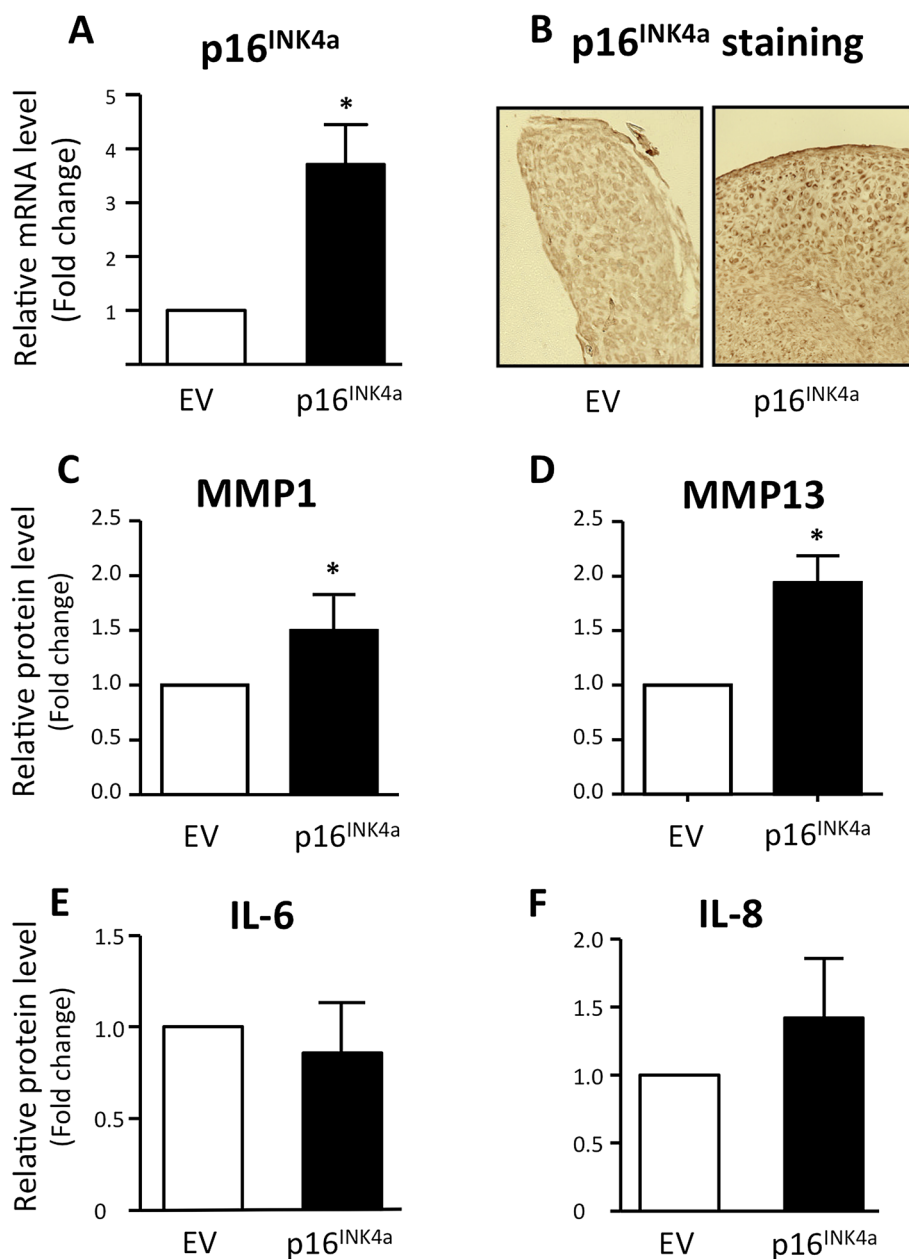 A
p16INK4a
Relative mRNA level
(Fold change)
5
4
3
2
1
*
EV
p16INK4a
B
p16INK4a staining
EV
p16INK4a
C
MMP1
Relative protein level
(Fold change)
2.5
2.0
1.5
1.0
0.5
0.0
*
EV
p16INK4a
D
MMP13
2.5
2.0
1.5
1.0
0.5
0.0
*
EV
p16INK4a
E
IL-6
Relative protein level
(Fold change)
1.5
1.0
0.5
0
EV
p16INK4a
F
IL-8
2.0
1.5
1.0
0.5
0
EV
p16INK4a